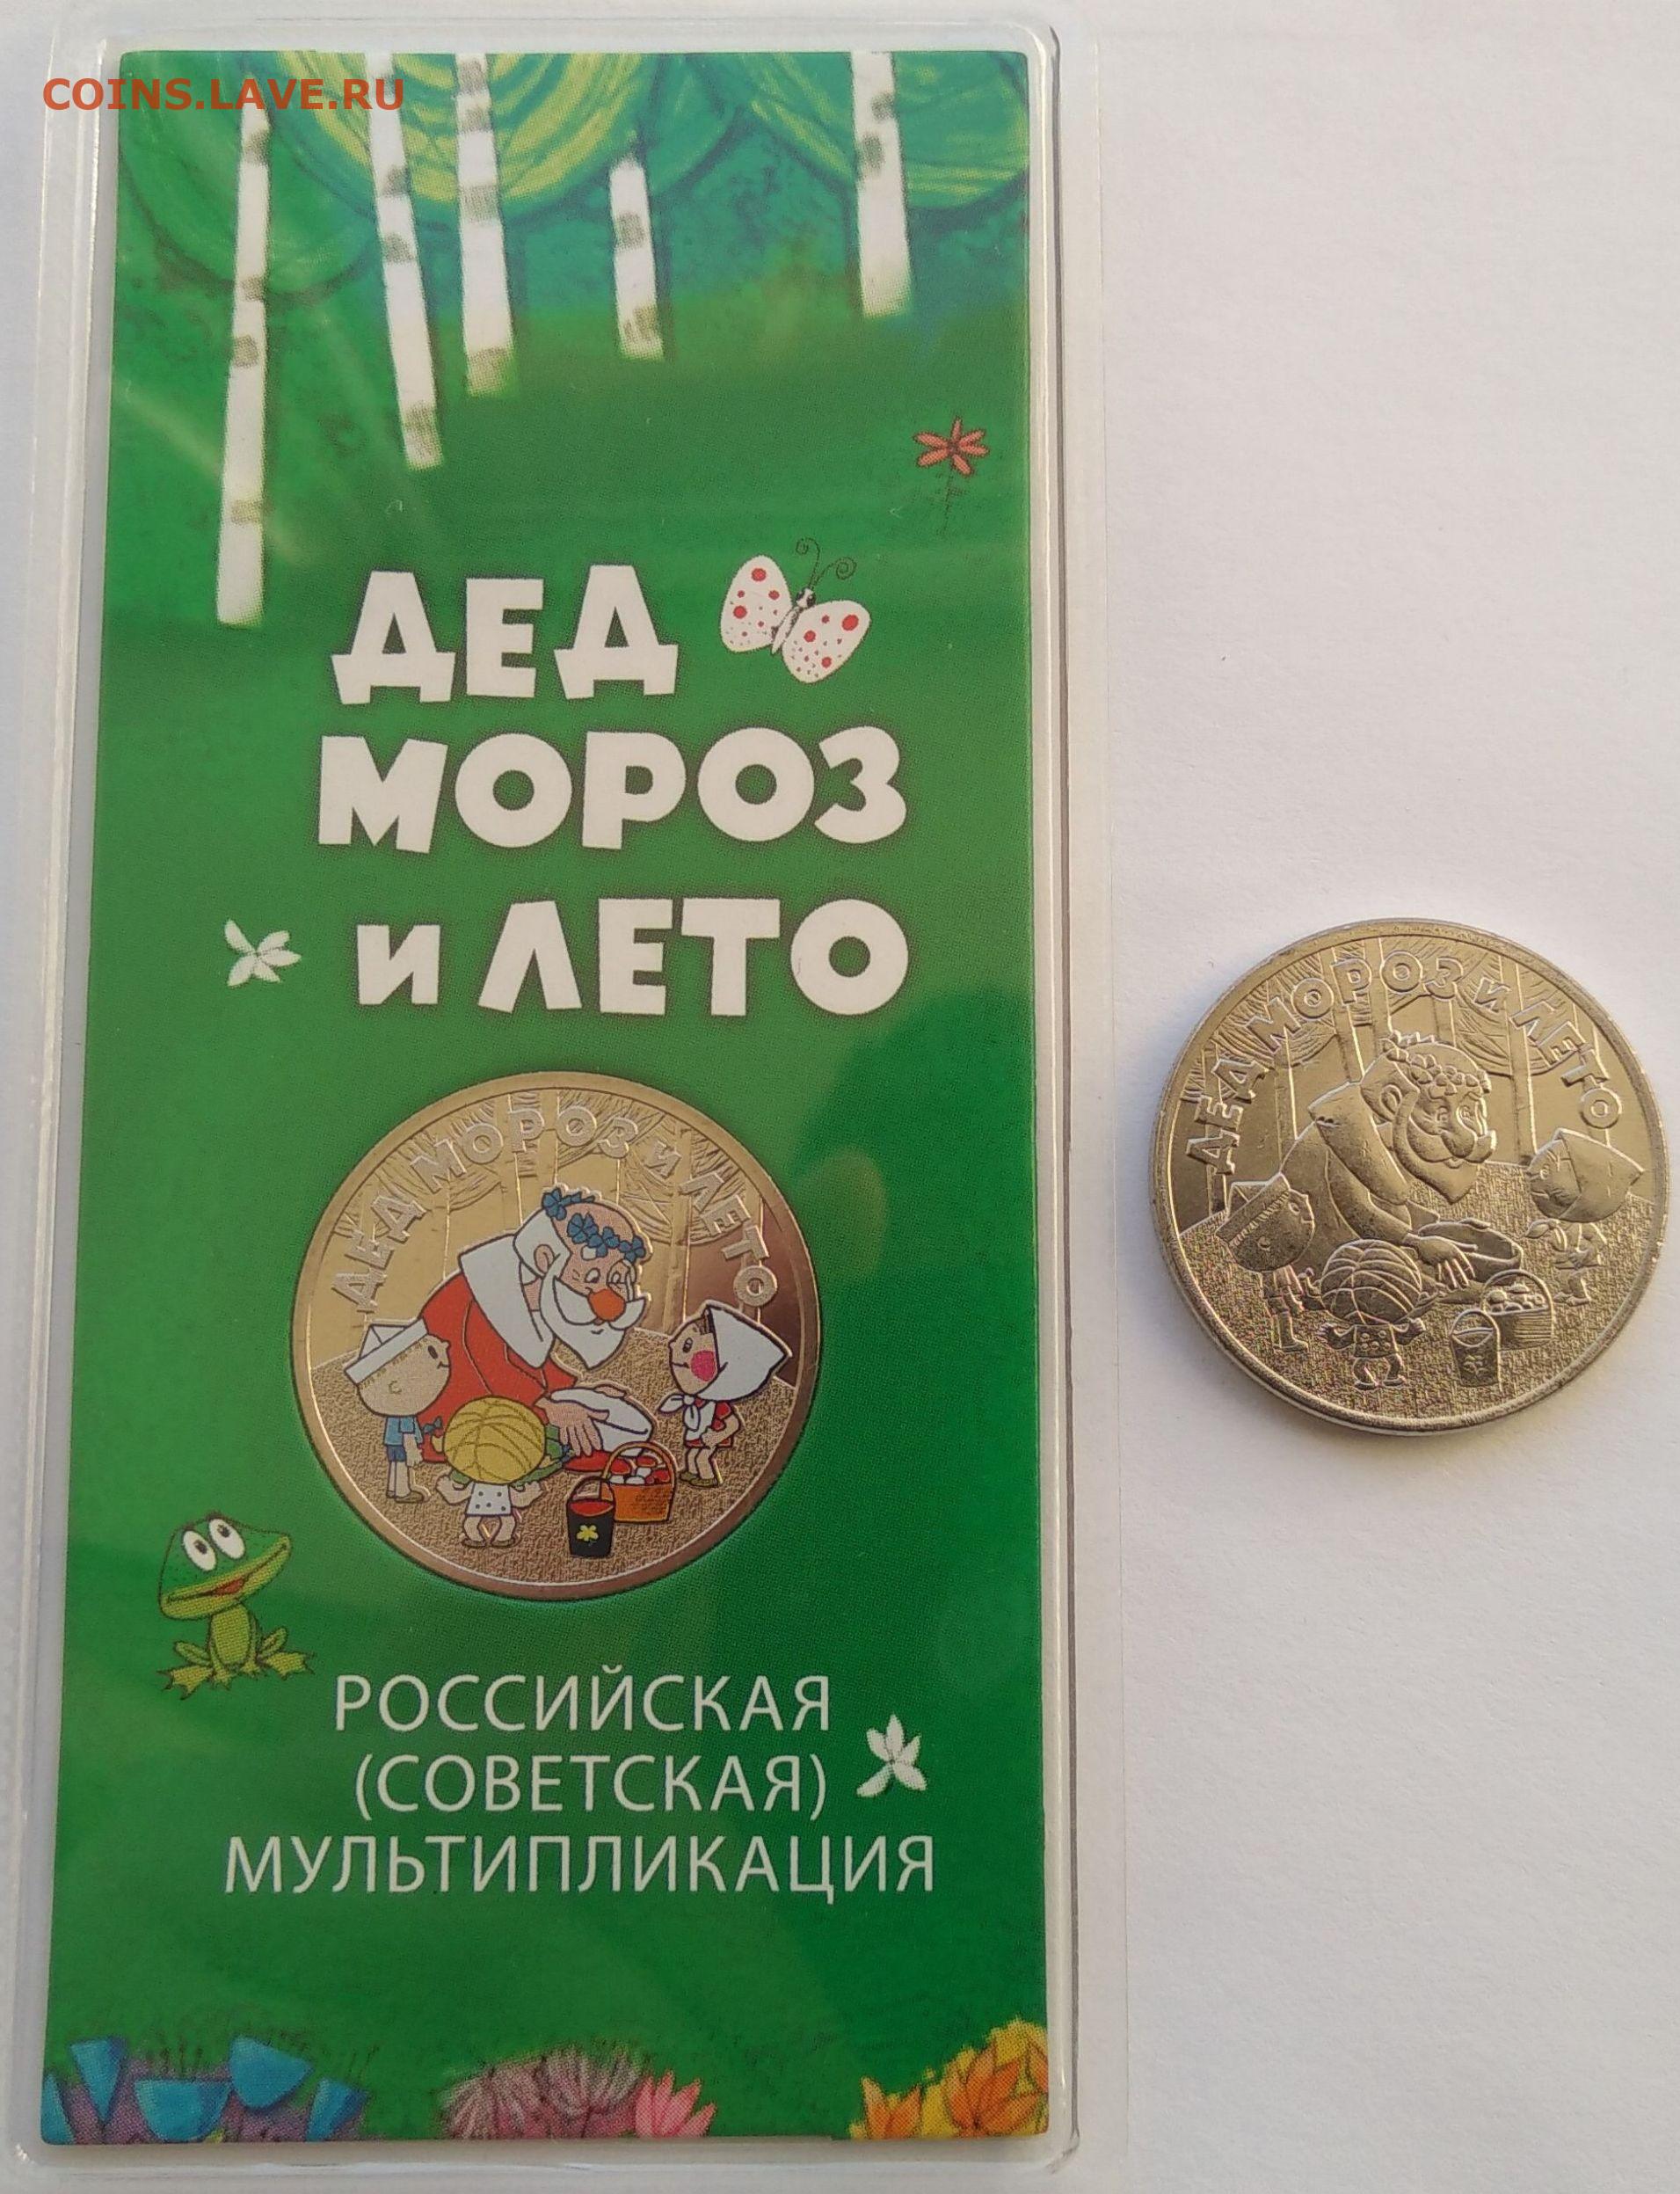 COINS.LAVE.RU
ДЕД
МОРОЗ
и ЛЕТО
ДЕД МОРОЗ И ЛЕТО
ДЕД МОРОЗ И ЛЕТО
РОССИЙСКАЯ
(СОВЕТСКАЯ)
МУЛЬТИПЛИКАЦИЯ